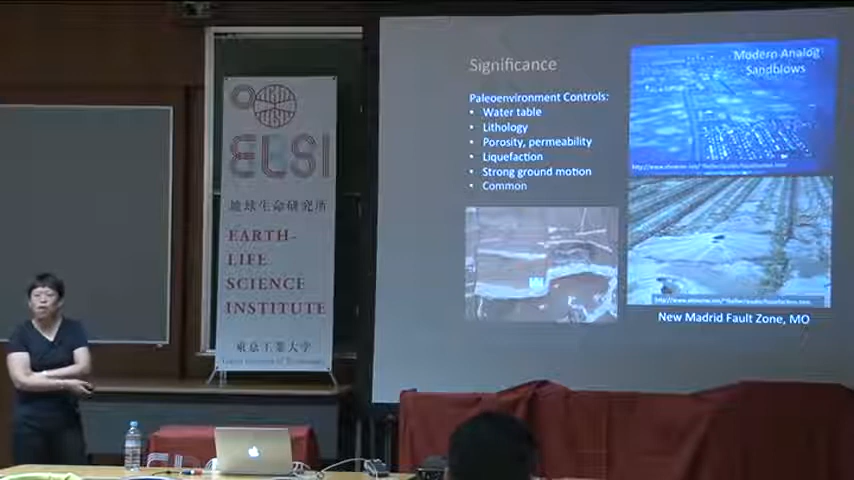 ELSI
地球生命研究所
EARTH-
LIFE
SCIENCE
INSTITUTE
東京工業大学
Significance
Paleoenvironment Controls:
• Water table
• Lithology
• Porosity, permeability
• Liquefaction
• Strong ground motion
• Common
Modern Analog
Sandblows
New Madrid Fault Zone, MO